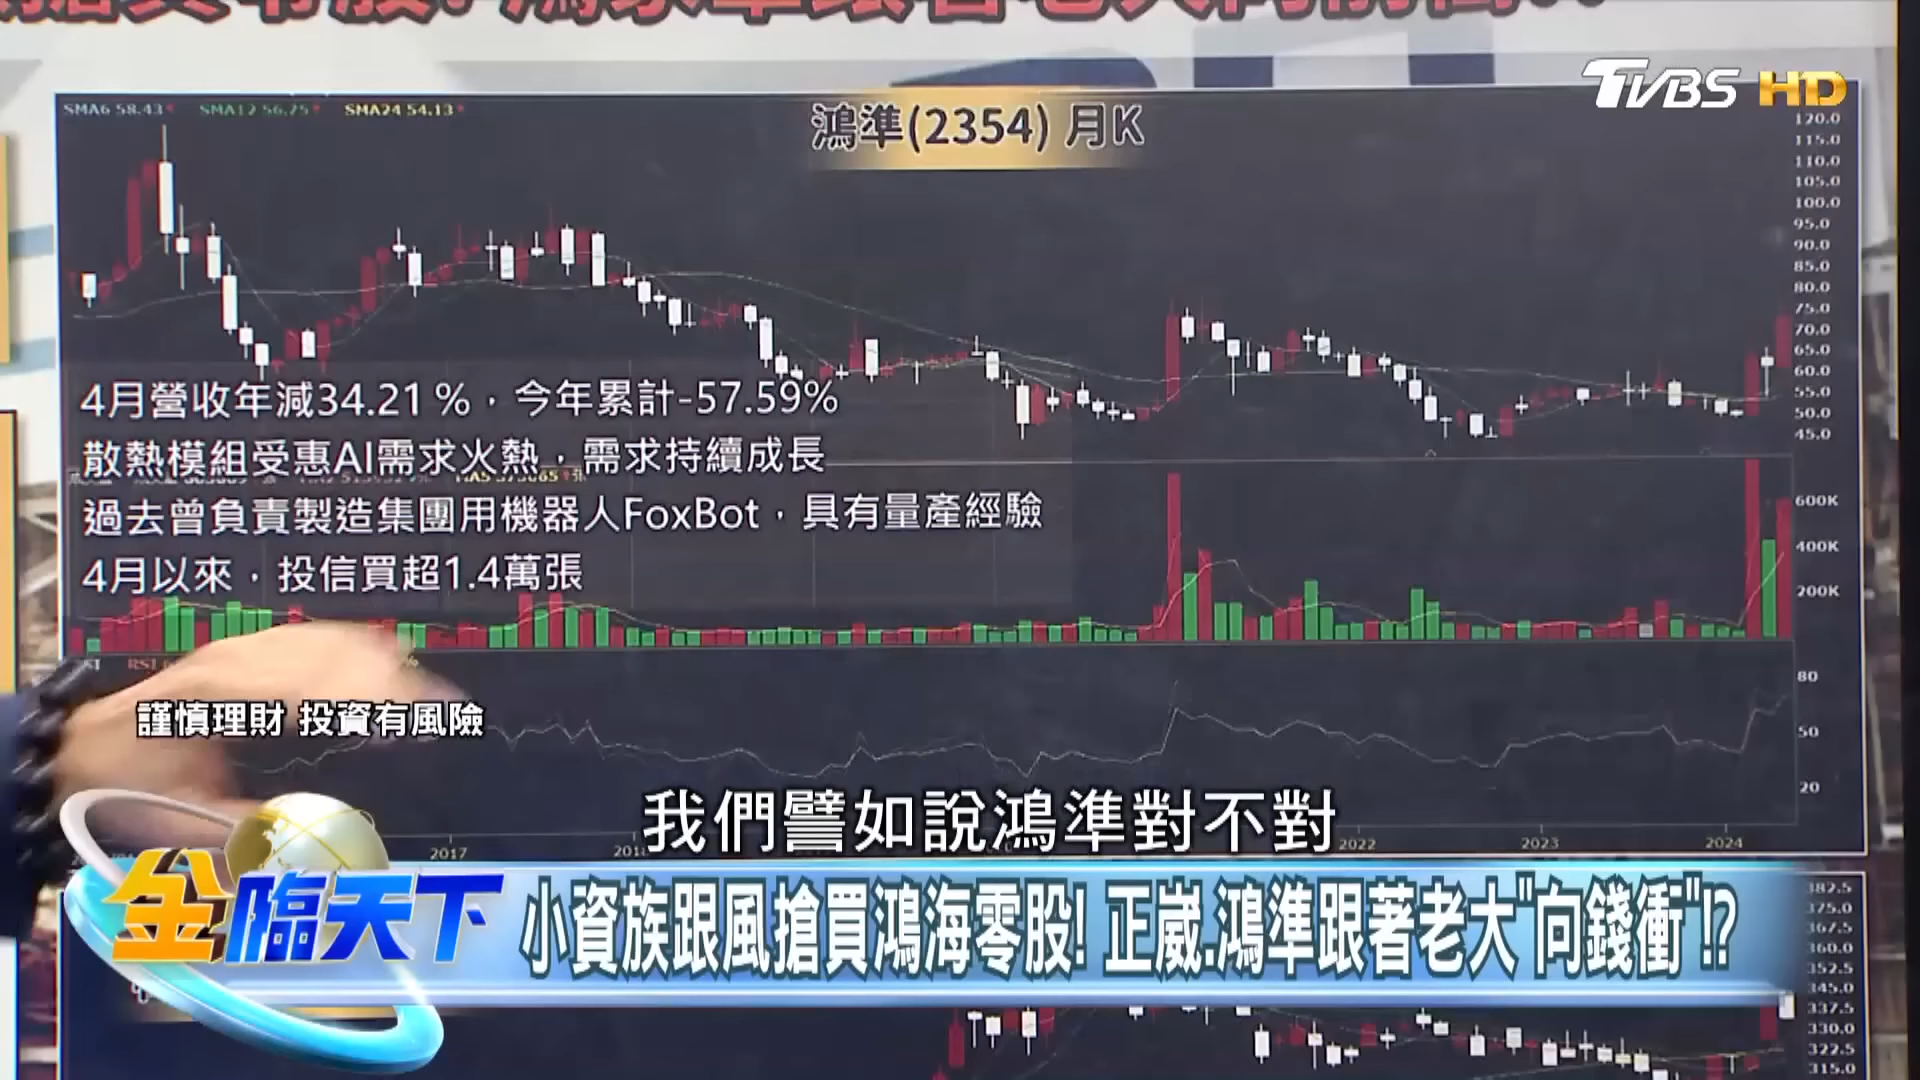 TVBS HD
SMA6 58.43 SMA12 56.25 SMA24 54.13
鴻準(2354) 月K
120.0
115.0
110.0
105.0
100.0
95.0
90.0
85.0
80.0
75.0
70.0
65.0
60.0
55.0
50.0
45.0
4月營收年減34.21%，今年累計-57.59%
散熱模組受惠AI需求火熱，需求持續成長
過去曾負責製造集團用機器人FoxBot，具有量產經驗
4月以來，投信買超1.4萬張
600K
400K
200K
謹慎理財 投資有風險
80
50
20
我們譬如說鴻準對不對
2017
2018
2022
2023
2024
金臨天下
小資族跟風搶買鴻海零股! 正崴.鴻準跟著老大"向錢衝"!?
382.5
375.0
367.5
360.0
352.5
345.0
337.5
330.0
322.5
315.0